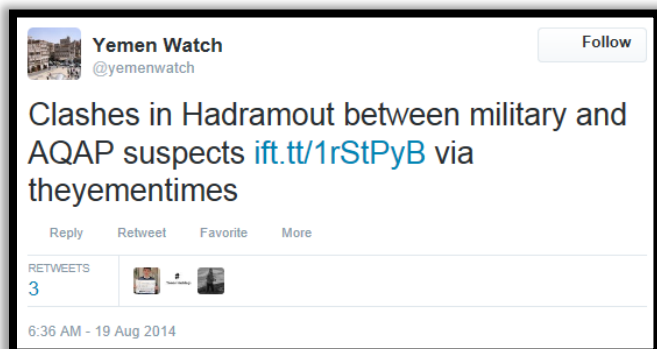 Yemen Watch
Follow
@yemenwatch
Clashes in Hadramout between military and
AQAP suspects ift.tt/1rStPyB via
theyementimes
Reply Retweet Favorite More
RETWEETS
3
6:36 AM - 19 Aug 2014